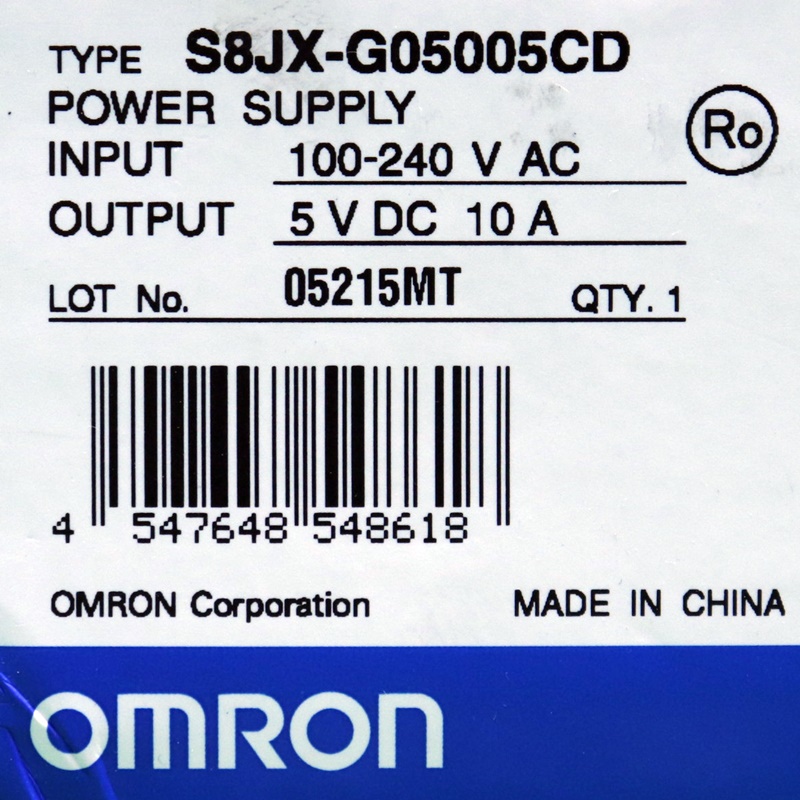 TYPE S8JX-G05005CD
POWER SUPPLY
Ro
INPUT 100-240 V AC
OUTPUT 5 V DC 10 A
LOT No. 05215MT QTY. 1
4 547648 548618
OMRON Corporation MADE IN CHINA
OMRON